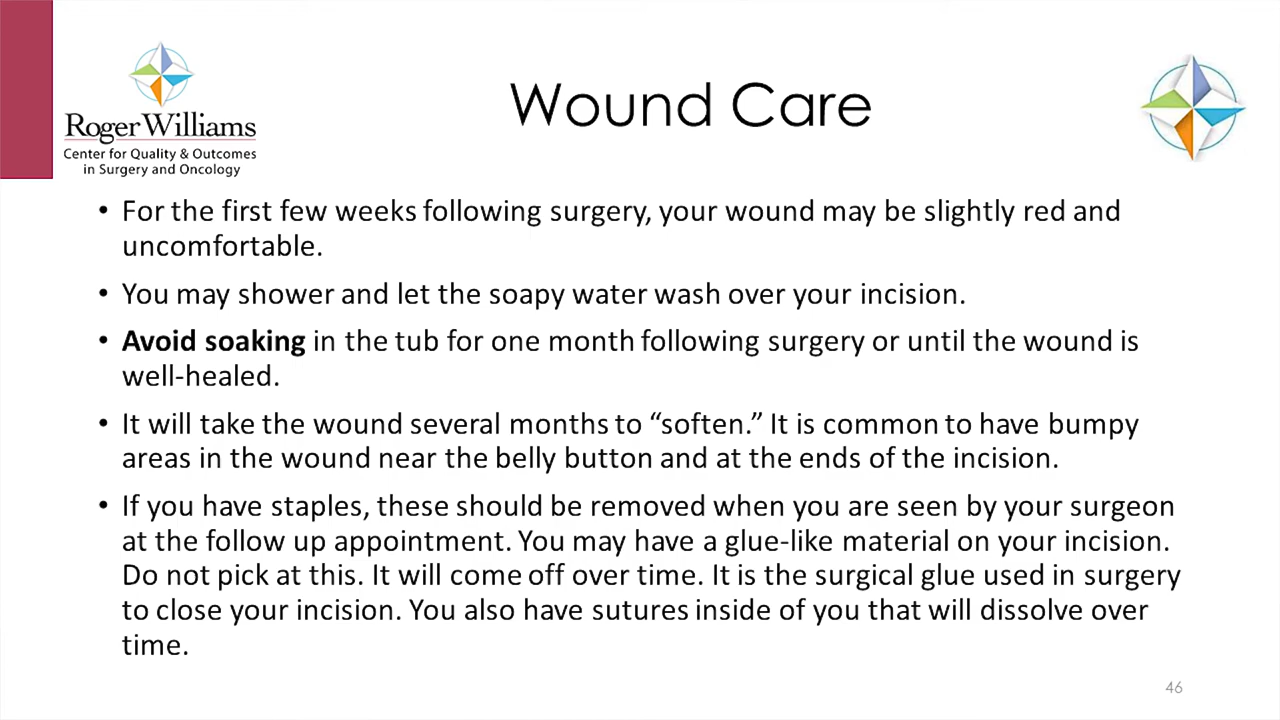 Roger Williams
Center for Quality & Outcomes
in Surgery and Oncology
Wound Care
• For the first few weeks following surgery, your wound may be slightly red and
uncomfortable.
• You may shower and let the soapy water wash over your incision.
• Avoid soaking in the tub for one month following surgery or until the wound is
well-healed.
• It will take the wound several months to “soften.” It is common to have bumpy
areas in the wound near the belly button and at the ends of the incision.
• If you have staples, these should be removed when you are seen by your surgeon
at the follow up appointment. You may have a glue-like material on your incision.
Do not pick at this. It will come off over time. It is the surgical glue used in surgery
to close your incision. You also have sutures inside of you that will dissolve over
time.
46